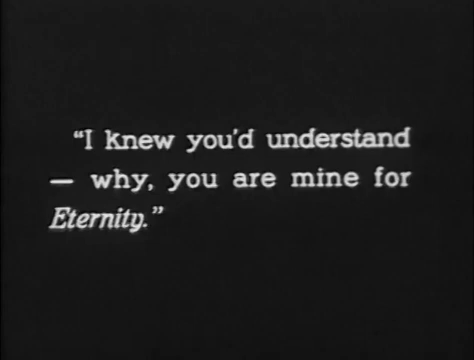 “I knew you'd understand
— why, you are mine for
Eternity.”